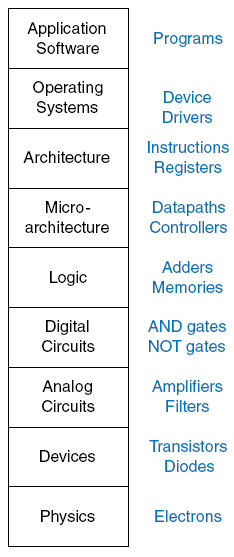 Application
Software
Programs
Operating
Systems
Device
Drivers
Architecture
Instructions
Registers
Micro-
architecture
Datapaths
Controllers
Logic
Adders
Memories
Digital
Circuits
AND gates
NOT gates
Analog
Circuits
Amplifiers
Filters
Devices
Transistors
Diodes
Physics
Electrons